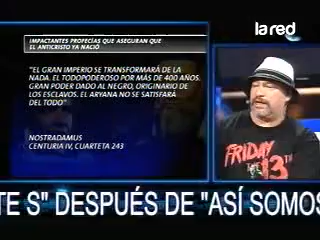 la red
IMPACTANTES PROFECÍAS QUE ASEGURAN QUE
EL ANTICRISTO YA NACIÓ
"EL GRAN IMPERIO SE TRANSFORMARÁ DE LA
NADA. EL TODOPODEROSO POR MÁS DE 400 AÑOS.
GRAN PODER DADO AL NEGRO, ORIGINARIO DE
LOS ESCLAVOS. EL ARYANA NO SE SATISFARÁ
DEL TODO"
NOSTRADAMUS
CENTURIA IV, CUARTETA 243
FRIDAY
THE
13TH
TE S" DESPUÉS DE "ASÍ SOMOS